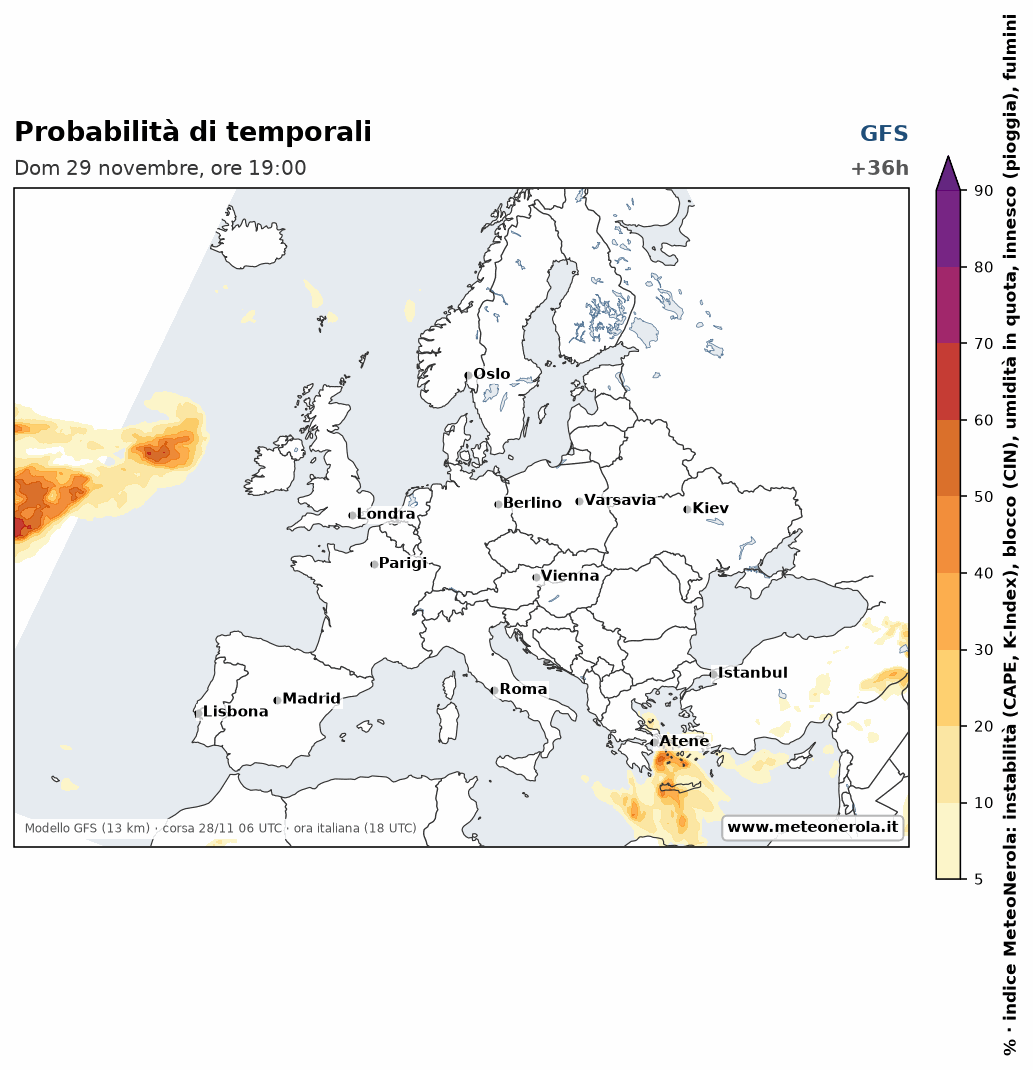 Probabilità di temporali
GFS
Dom 29 novembre, ore 19:00
+36h
Oslo
Londra
Berlino
Varsavia
Kiev
Parigi
Vienna
Istanbul
Roma
Madrid
Lisbona
Atene
Modello GFS (13 km) · corsa 28/11 06 UTC · ora italiana (18 UTC)
www.meteonerola.it
90
80
70
60
50
40
30
20
10
5
% · indice MeteoNerola: instabilità (CAPE, K-Index), blocco (CIN), umidità in quota, innesco (pioggia), fulmini